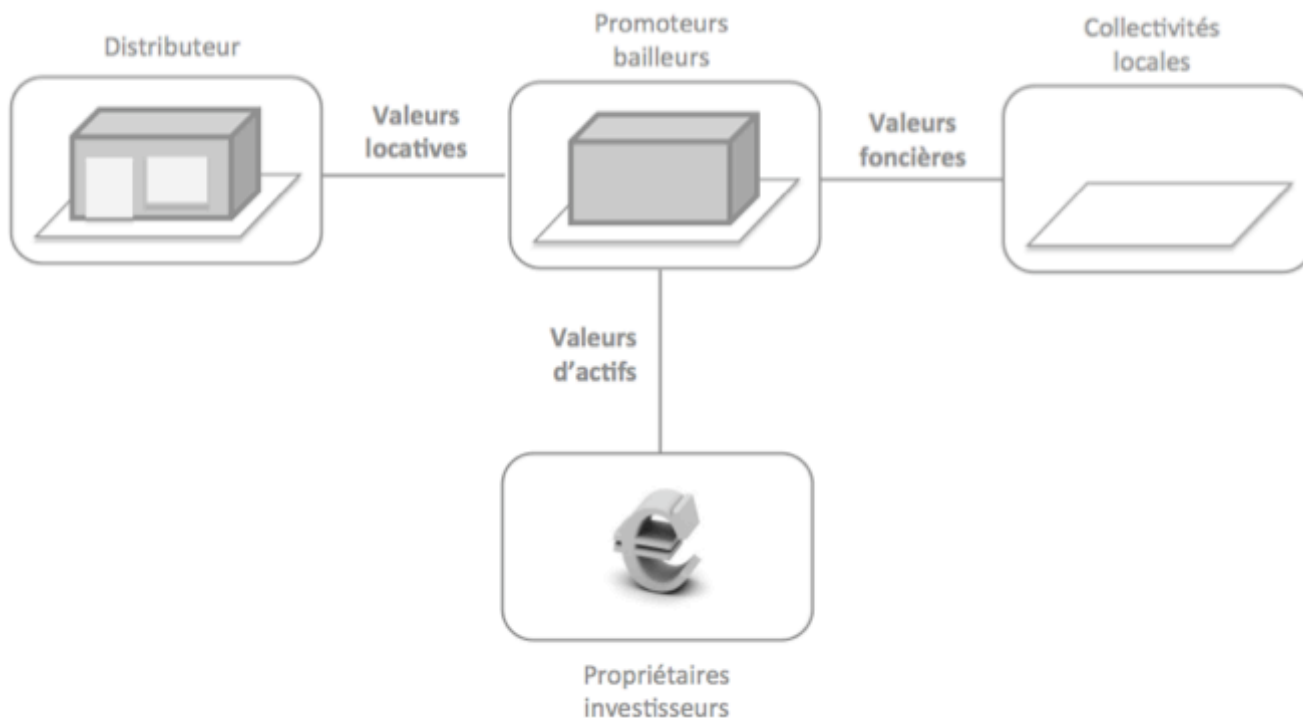 Distributeur
Promoteurs
bailleurs
Collectivités
locales
Valeurs
locatives
Valeurs
foncières
Valeurs
d'actifs
Propriétaires
investisseurs